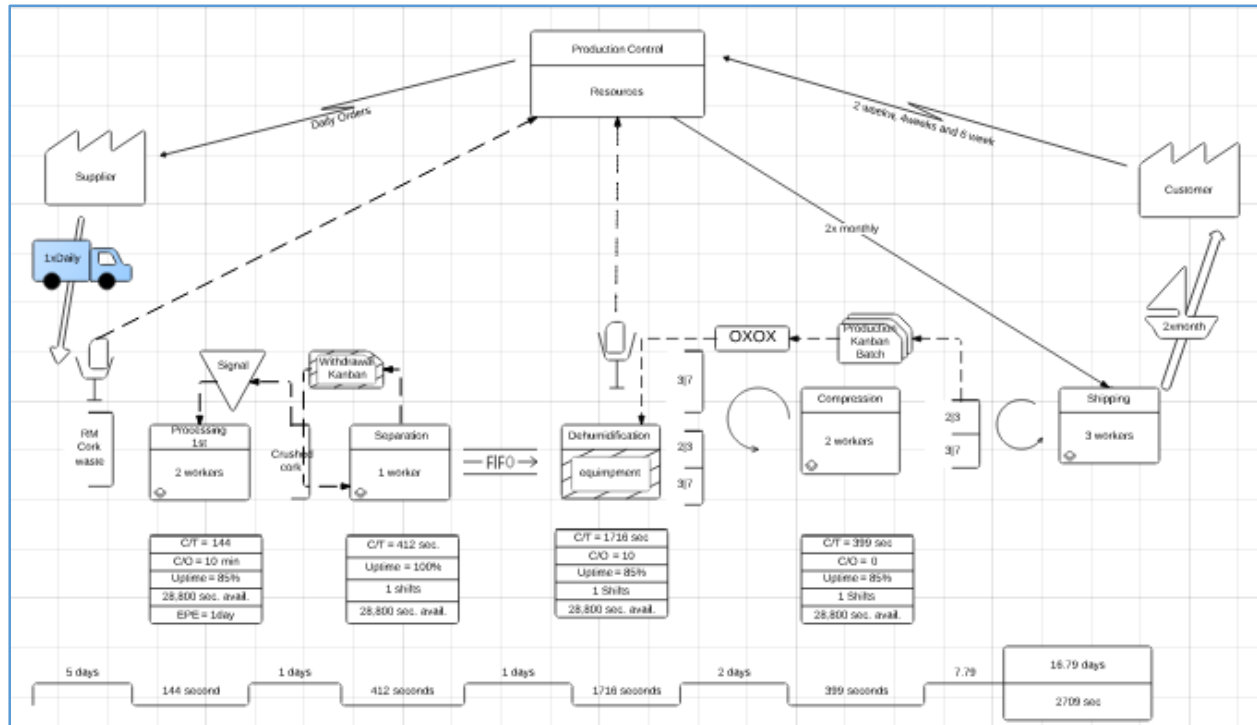 Production Control
Resources
Daily Orders
2 weeke, 4weeks and 6 week
Supplier
Customer
1xDaily
2x monthly
2xmonth
Signal
Withdrawal
Kanban
OXOX
Production
Kanban
Batch
3|7
RM
Cork
waste
Processing
1st
2 workers
Crushed
cork
Separation
1 worker
FIFO
Dehumidification
equimpment
2|3
3|7
Compression
2 workers
2|3
3|7
Shipping
3 workers
C/T = 144
C/O = 10 min
Uptime = 85%
28,800 sec. avail.
EPE = 1day
C/T = 412 sec.
Uptime = 100%
1 shifts
28,800 sec. avail.
C/T = 1716 sec
C/O = 10
Uptime = 85%
1 Shifts
28,800 sec. avail.
C/T = 399 sec
C/O = 0
Uptime = 85%
1 Shifts
28,800 sec. avail.
5 days
144 second
1 days
412 seconds
1 days
1716 seconds
2 days
399 seconds
7.79
16.79 days
2709 sec